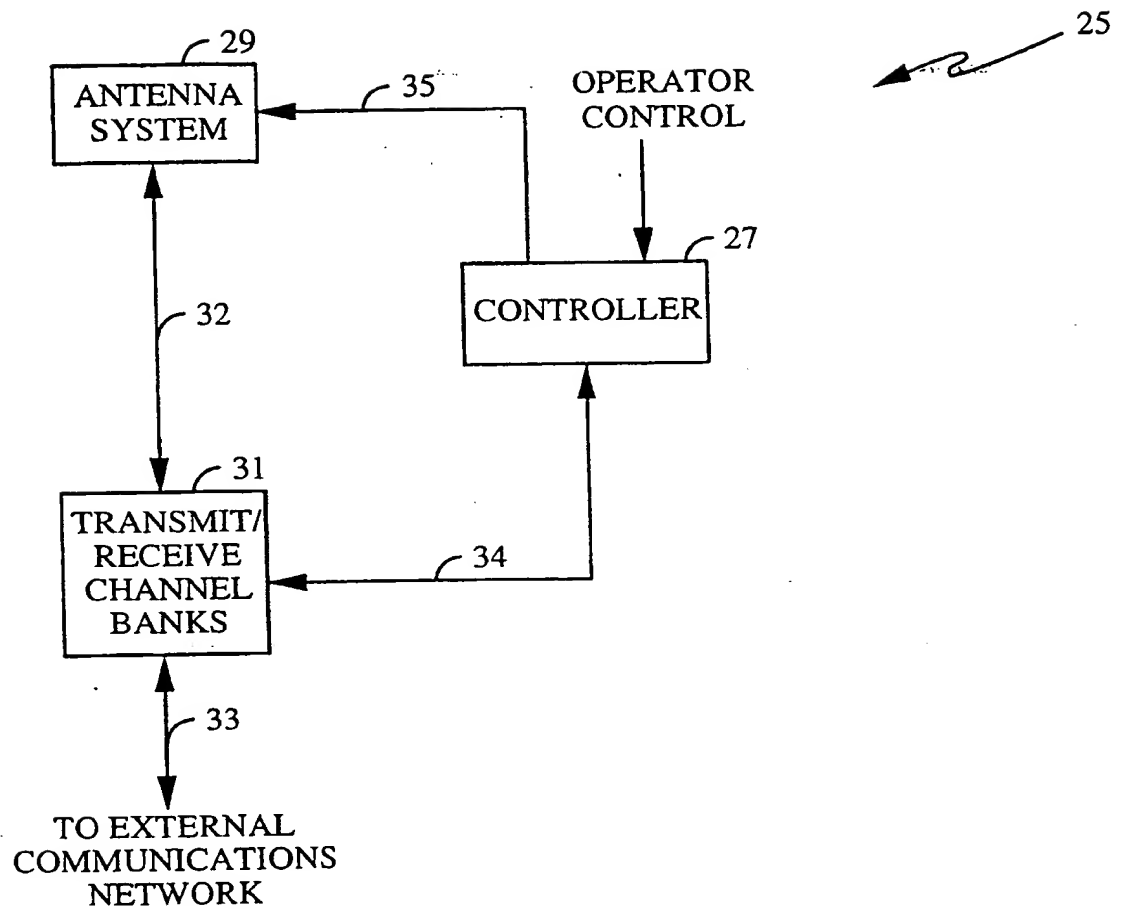 25
29
ANTENNA
SYSTEM
35
OPERATOR
CONTROL
27
CONTROLLER
32
31
TRANSMIT/
RECEIVE
CHANNEL
BANKS
34
33
TO EXTERNAL
COMMUNICATIONS
NETWORK